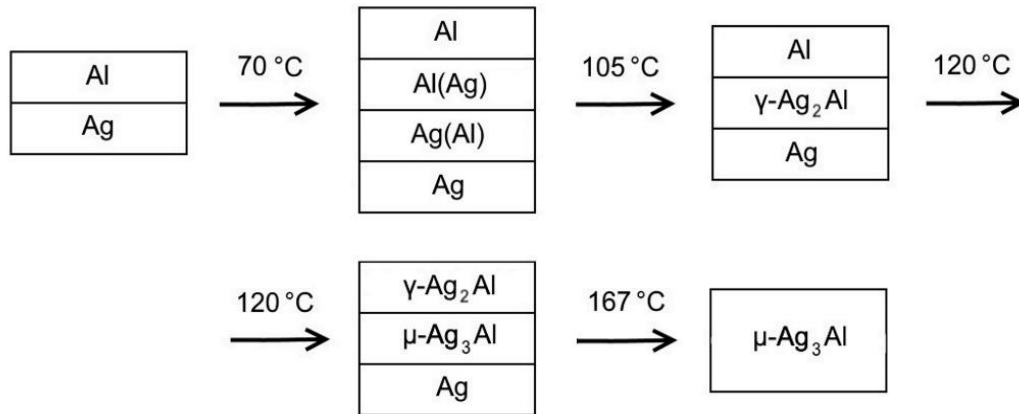 Al
Ag
70 °C
Al
Al(Ag)
Ag(Al)
Ag
105 °C
Al
γ-Ag₂Al
Ag
120 °C
120 °C
γ-Ag₂Al
μ-Ag₃Al
Ag
167 °C
μ-Ag₃Al